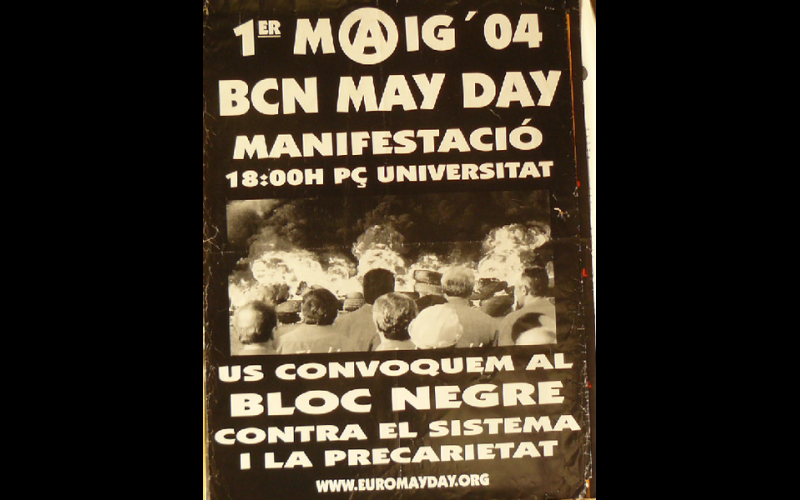 1ER MAIG ´04
BCN MAY DAY
MANIFESTACIÓ
18:00H PÇ UNIVERSITAT
US CONVOQUEM AL
BLOC NEGRE
CONTRA EL SISTEMA
I LA PRECARIETAT
WWW.EUROMAYDAY.ORG